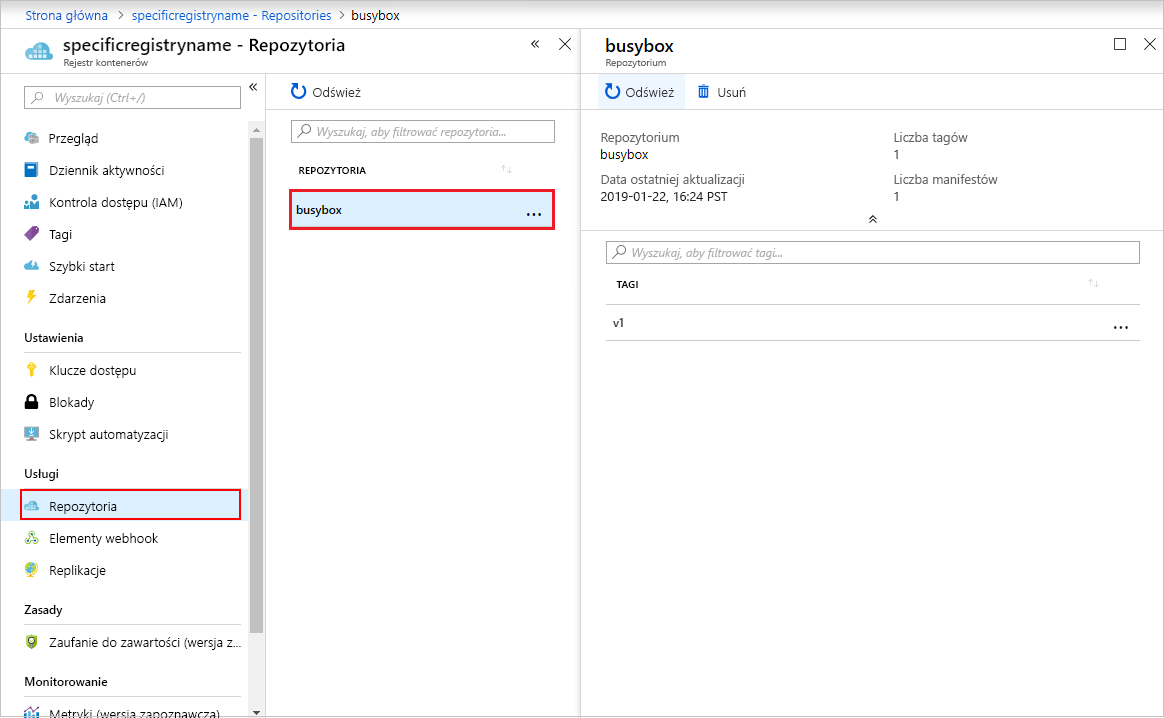 Strona główna > specificregistryname - Repositories > busybox
specificregistryname - Repozytoria
Rejestr kontenerów
Wyszukaj (Ctrl+/)
Przegląd
Dziennik aktywności
Kontrola dostępu (IAM)
Tagi
Szybki start
Zdarzenia
Ustawienia
Klucze dostępu
Blokady
Skrypt automatyzacji
Usługi
Repozytoria
Elementy webhook
Replikacje
Zasady
Zaufanie do zawartości (wersja z...
Monitorowanie
Metryki (wersja zapoznawcza)
Odśwież
Wyszukaj, aby filtrować repozytoria...
REPOZYTORIA
busybox
busybox
Repozytorium
Odśwież
Usuń
Repozytorium
busybox
Liczba tagów
1
Data ostatniej aktualizacji
2019-01-22, 16:24 PST
Liczba manifestów
1
Wyszukaj, aby filtrować tagi...
TAGI
v1